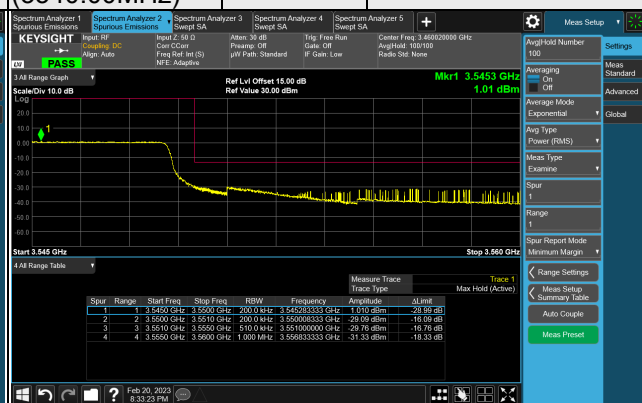 (3540.00MHz)
Spectrum Analyzer 1
Spurious Emissions
Spectrum Analyzer 2
Spurious Emissions
Spectrum Analyzer 3
Swept SA
Spectrum Analyzer 4
Swept SA
Spectrum Analyzer 5
Swept SA
Meas Setup
KEYSIGHT
PASS
Input: RF
Coupling: DC
Align: Auto
Input Z: 50 Ω
Corr CCorr
Freq Ref: Int (S)
NFE: Adaptive
Atten: 30 dB
Preamp: Off
µW Path: Standard
Trig: Free Run
Gate: Off
IF Gain: Low
Center Freq: 3.460020000 GHz
Avg|Hold: 100/100
Radio Std: None
3 All Range Graph
Scale/Div 10.0 dB
Ref Lvl Offset 15.00 dB
Ref Value 30.00 dBm
Mkr1 3.5453 GHz
1.01 dBm
Log
20.0
10.0
0.00
-10.0
-20.0
-30.0
-40.0
-50.0
-60.0
1
Start 3.545 GHz
Stop 3.560 GHz
4 All Range Table
Measure Trace Trace 1
Trace Type Max Hold (Active)
Spur Range Start Freq Stop Freq RBW Frequency Amplitude ΔLimit
1 1 3.5450 GHz 3.5500 GHz 200.0 kHz 3.545283333 GHz 1.010 dBm -28.99 dB
2 2 3.5500 GHz 3.5510 GHz 200.0 kHz 3.550008333 GHz -29.09 dBm -16.09 dB
3 3 3.5510 GHz 3.5550 GHz 510.0 kHz 3.551000000 GHz -29.76 dBm -16.76 dB
4 4 3.5550 GHz 3.5600 GHz 1.000 MHz 3.556833333 GHz -31.33 dBm -18.33 dB
Feb 20, 2023
8:33:23 PM
Avg|Hold Number
100
Averaging
On
Off
Average Mode
Exponential
Avg Type
Power (RMS)
Meas Type
Examine
Spur
1
Range
1
Spur Report Mode
Minimum Margin
Range Settings
Meas Setup
Summary Table
Auto Couple
Meas Preset
Settings
Meas
Standard
Advanced
Global